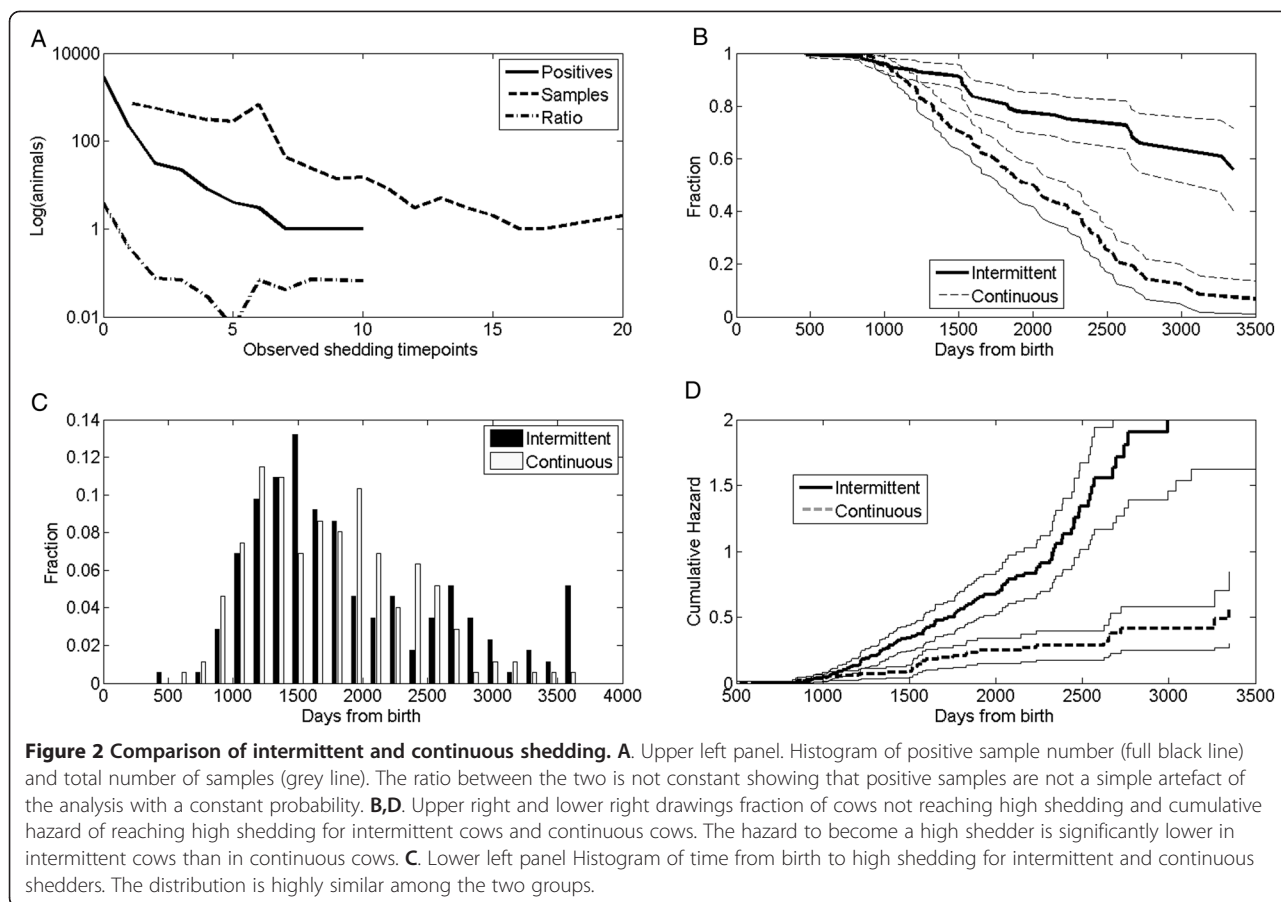 A
10000
100
1
0.01
Log(animals)
0
5
10
15
20
Observed shedding timepoints
Positives
Samples
Ratio
B
1
0.8
0.6
0.4
0.2
0
Fraction
0
500
1000
1500
2000
2500
3000
3500
Days from birth
Intermittent
Continuous
C
0.14
0.12
0.1
0.08
0.06
0.04
0.02
0
Fraction
0
500
1000
1500
2000
2500
3000
3500
4000
Days from birth
Intermittent
Continuous
D
2
1.5
1
0.5
0
Cumulative Hazard
500
1000
1500
2000
2500
3000
3500
Days from birth
Intermittent
Continuous
Figure 2 Comparison of intermittent and continuous shedding. A. Upper left panel. Histogram of positive sample number (full black line)
and total number of samples (grey line). The ratio between the two is not constant showing that positive samples are not a simple artefact of
the analysis with a constant probability. B,D. Upper right and lower right drawings fraction of cows not reaching high shedding and cumulative
hazard of reaching high shedding for intermittent cows and continuous cows. The hazard to become a high shedder is significantly lower in
intermittent cows than in continuous cows. C. Lower left panel Histogram of time from birth to high shedding for intermittent and continuous
shedders. The distribution is highly similar among the two groups.